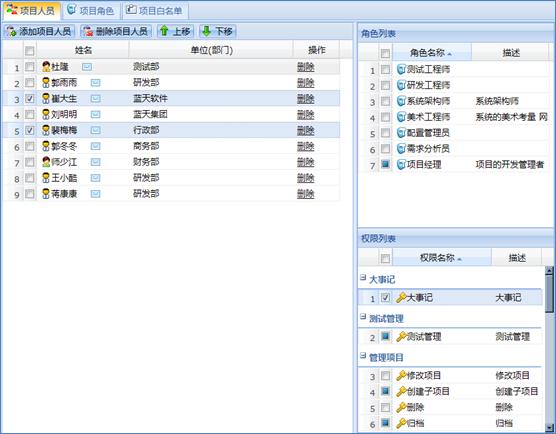 项目人员 项目角色 项目白名单
添加项目人员 删除项目人员 上移 下移
姓名 单位(部门) 操作
1 杜隆 测试部 删除
2 郭雨雨 研发部 删除
3 崔大生 蓝天软件 删除
4 刘明明 蓝天集团 删除
5 裴梅梅 行政部 删除
6 郭冬冬 商务部 删除
7 师少江 财务部 删除
8 王小酷 研发部 删除
9 蒋康康 研发部 删除
角色列表
角色名称 描述
1 测试工程师
2 研发工程师
3 系统架构师 系统架构师
4 美术工程师 系统的美术考量 网
5 配置管理员
6 需求分析员
7 项目经理 项目的开发管理者
权限列表
权限名称 描述
大事记
1 大事记 大事记
测试管理
2 测试管理 测试管理
管理项目
3 修改项目 修改项目
4 创建子项目 创建子项目
5 删除 删除
6 归档 归档